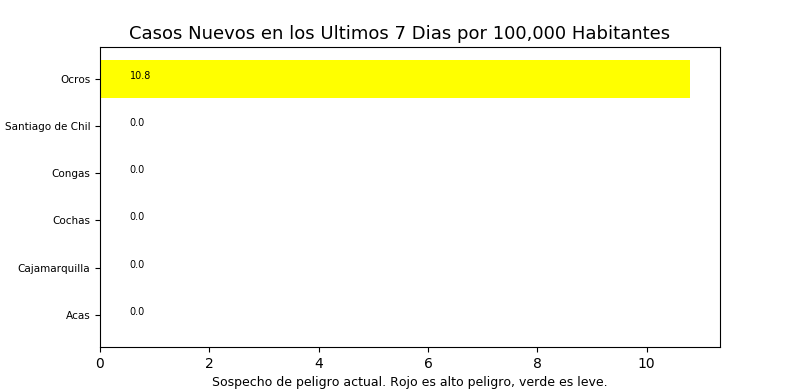 Casos Nuevos en los Ultimos 7 Dias por 100,000 Habitantes
Ocros 10.8
Santiago de Chil 0.0
Congas 0.0
Cochas 0.0
Cajamarquilla 0.0
Acas 0.0
0 2 4 6 8 10
Sospecho de peligro actual. Rojo es alto peligro, verde es leve.